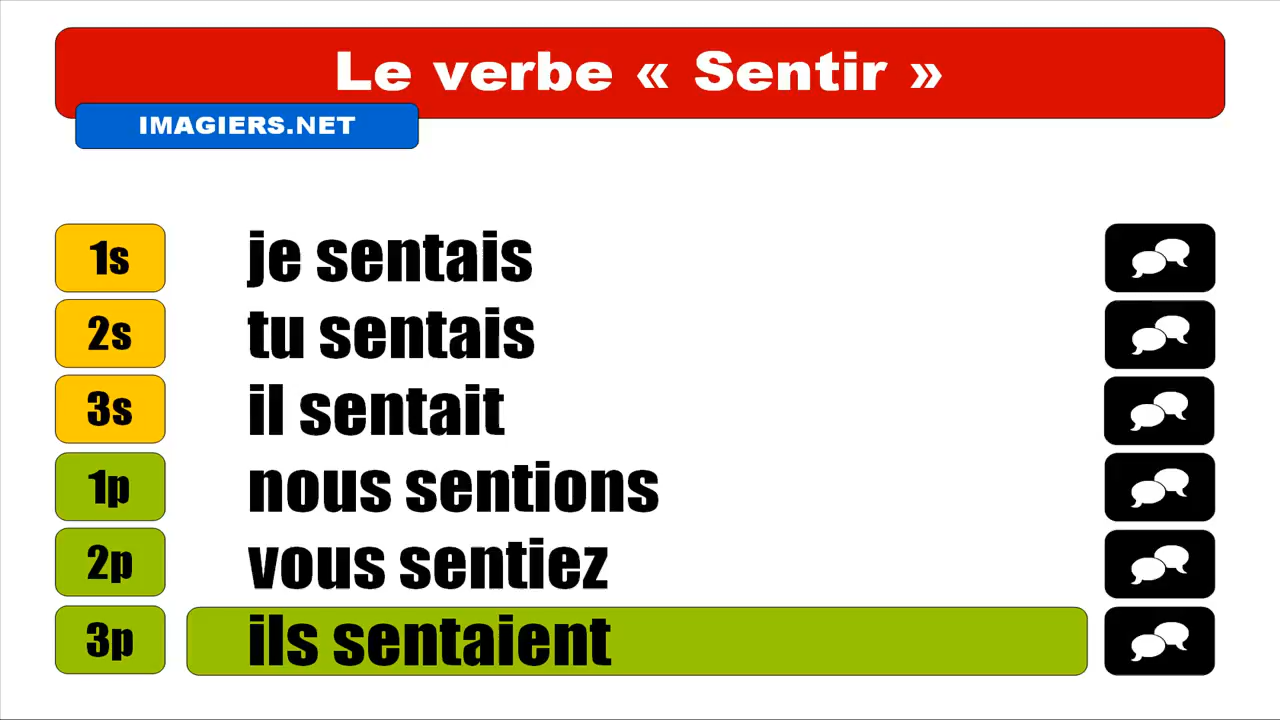 Le verbe « Sentir »
IMAGIERS.NET
1s je sentais
2s tu sentais
3s il sentait
1p nous sentions
2p vous sentiez
3p ils sentaient